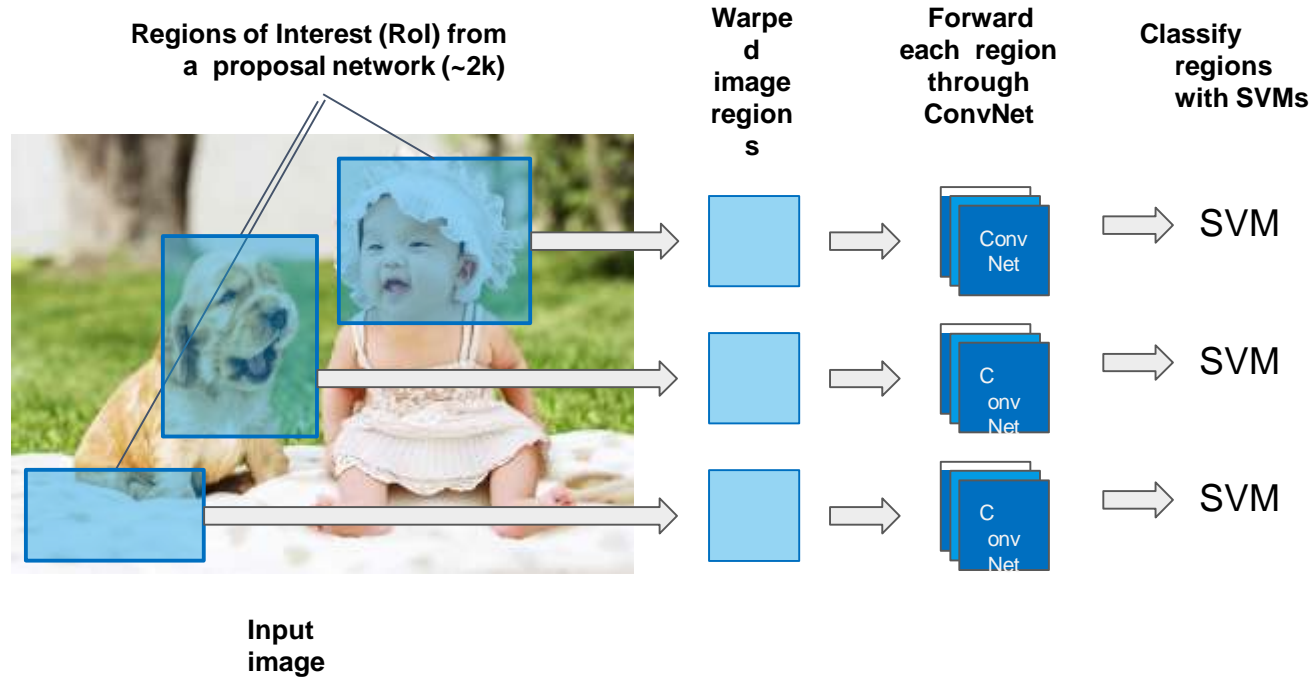 Regions of Interest (RoI) from
a proposal network (~2k)
Warpe
d
image
region
s
Forward
each region
through
ConvNet
Classify
regions
with SVMs
Conv
Net
SVM
C
onv
Net
SVM
C
onv
Net
SVM
Input
image